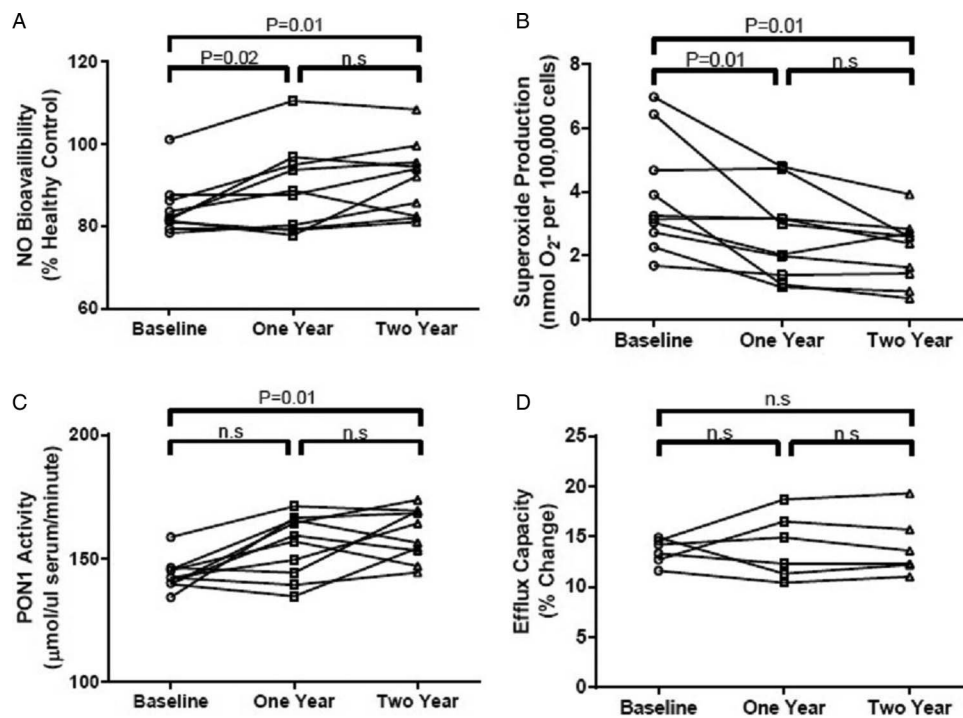 A
P=0.01
P=0.02
n.s
NO Bioavailibility
(% Healthy Control)
120
100
80
60
Baseline
One Year
Two Year
B
P=0.01
P=0.01
n.s
Superoxide Production
(nmol O2- per 100,000 cells)
8
6
4
2
0
Baseline
One Year
Two Year
C
P=0.01
n.s
n.s
PON1 Activity
(μmol/ul serum/minute)
200
150
100
Baseline
One Year
Two Year
D
n.s
n.s
n.s
Efflux Capacity
(% Change)
25
20
15
10
5
0
Baseline
One Year
Two Year